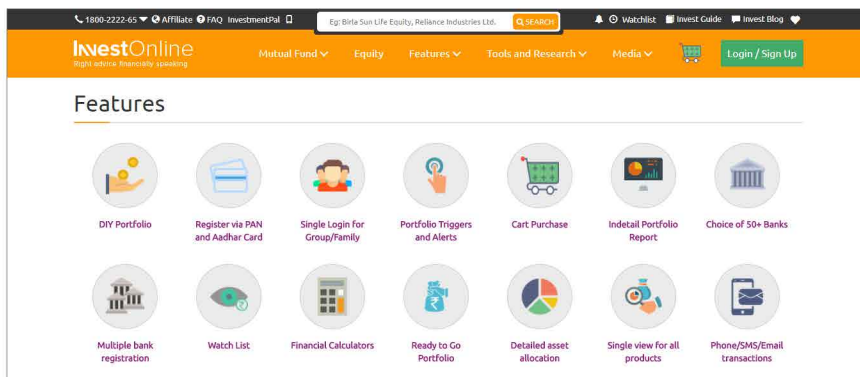 1800-2222-65 Affiliate FAQ InvestmentPal Eg: Birla Sun Life Equity, Reliance Industries Ltd. SEARCH Watchlist Invest Guide Invest Blog
InvestOnline
Right advice financially speaking
Mutual Fund Equity Features Tools and Research Media Login / Sign Up
Features
DIY Portfolio
Register via PAN
and Aadhar Card
Single Login for
Group/Family
Portfolio Triggers
and Alerts
Cart Purchase
Indetail Portfolio
Report
Choice of 50+ Banks
Multiple bank
registration
Watch List
Financial Calculators
₹
Ready to Go
Portfolio
Detailed asset
allocation
Single view for all
products
Phone/SMS/Email
transactions